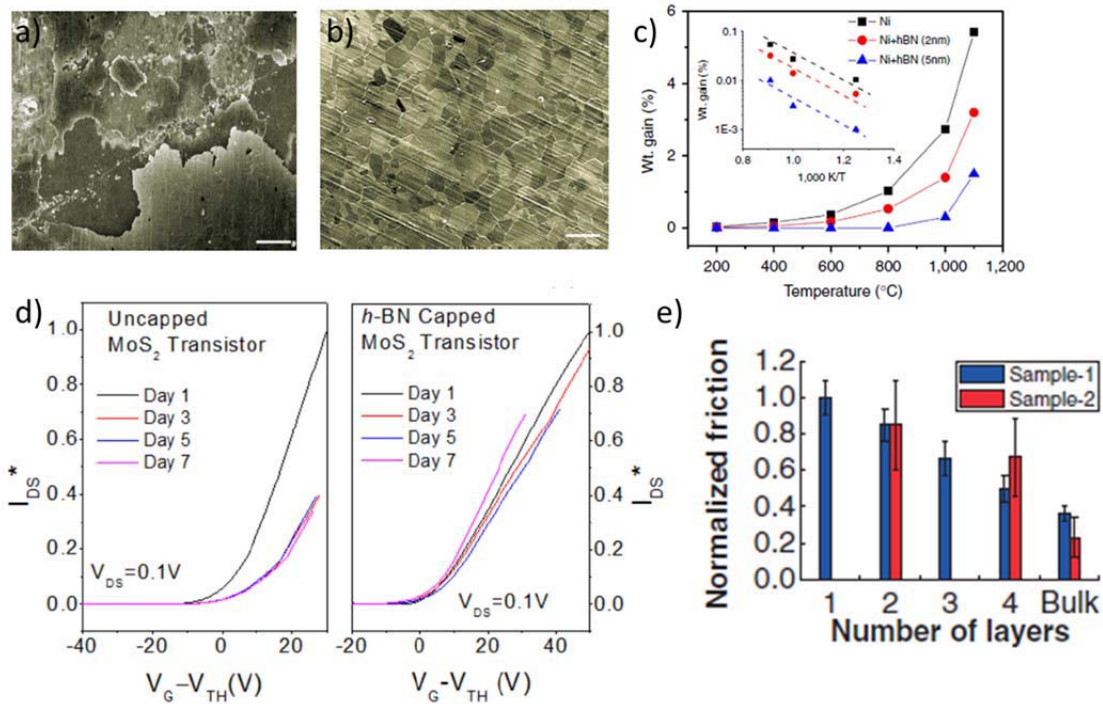 a)
b)
c)
Wt. gain (%)
6
4
2
0
Ni
Ni+hBN (2nm)
Ni+hBN (5nm)
Wt. gain (%)
0.1
0.01
1E-3
0.8 1.0 1.2 1.4
1,000 K/T
200 400 600 800 1,000 1,200
Temperature (°C)
d)
I_DS*
1.0
0.8
0.6
0.4
0.2
0.0
Uncapped
MoS₂ Transistor
Day 1
Day 3
Day 5
Day 7
V_DS=0.1V
-40 -20 0 20
V_G–V_TH(V)
h-BN Capped
MoS₂ Transistor
Day 1
Day 3
Day 5
Day 7
V_DS=0.1V
1.0
0.8
0.6
0.4
0.2
0.0
I_DS*
-20 0 20 40
V_G-V_TH (V)
e)
Normalized friction
1.2
1.0
0.8
0.6
0.4
0.2
0.0
Sample-1
Sample-2
1 2 3 4 Bulk
Number of layers